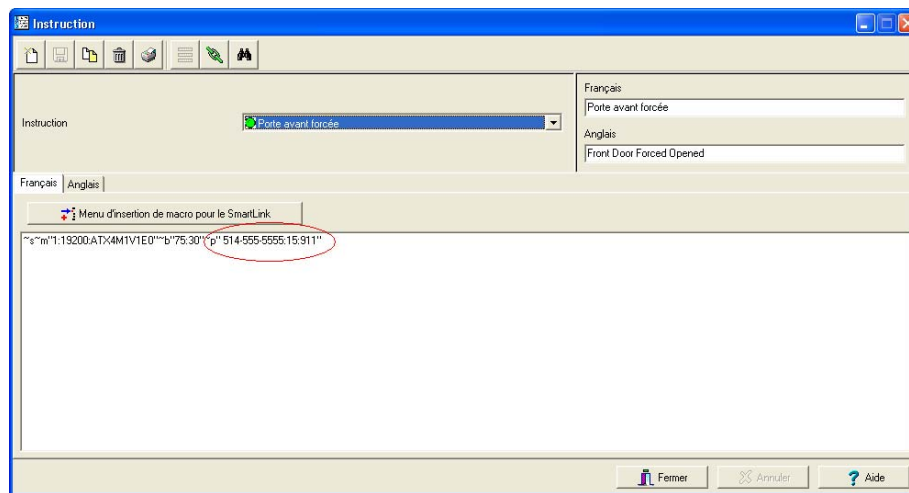 Instruction
Français
Porte avant forcée
Instruction
Porte avant forcée
Anglais
Front Door Forced Opened
Français
Anglais
Menu d'insertion de macro pour le SmartLink
~s~m"1:19200:ATX4M1V1E0"~b"75:30"~p" 514-555-5555:15:911"
Fermer
Annuler
Aide